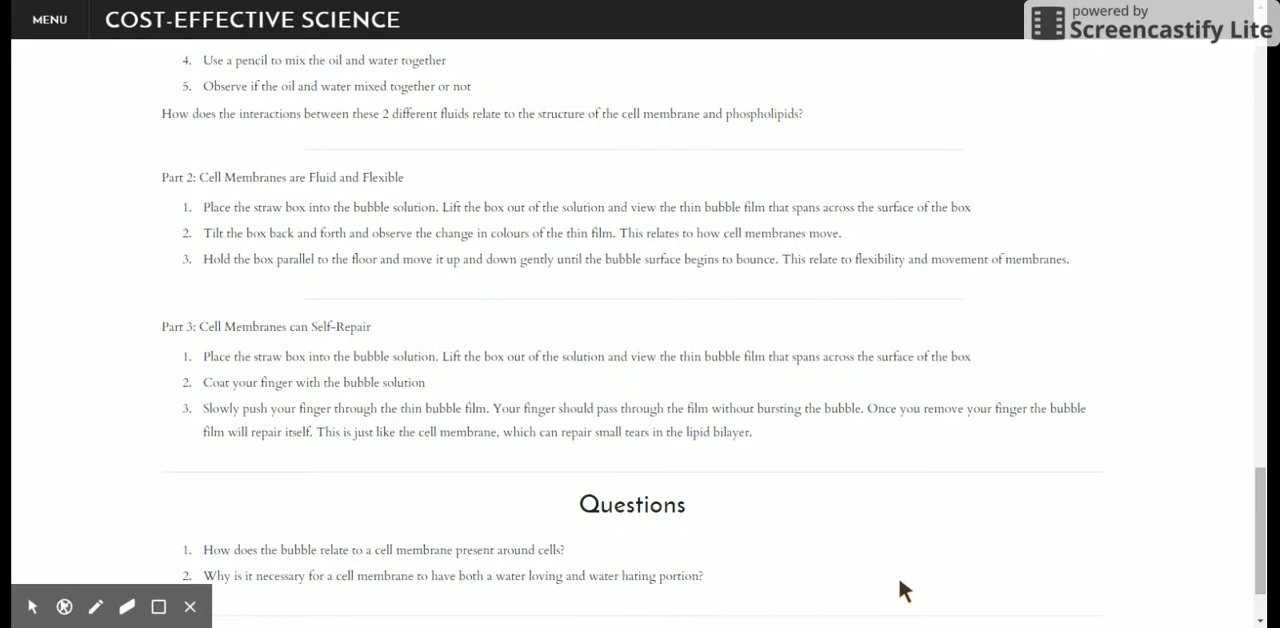 MENU
COST-EFFECTIVE SCIENCE
powered by
Screencastify Lite
4. Use a pencil to mix the oil and water together
5. Observe if the oil and water mixed together or not
How does the interactions between these 2 different fluids relate to the structure of the cell membrane and phospholipids?
Part 2: Cell Membranes are Fluid and Flexible
1. Place the straw box into the bubble solution. Lift the box out of the solution and view the thin bubble film that spans across the surface of the box
2. Tilt the box back and forth and observe the change in colours of the thin film. This relates to how cell membranes move.
3. Hold the box parallel to the floor and move it up and down gently until the bubble surface begins to bounce. This relate to flexibility and movement of membranes.
Part 3: Cell Membranes can Self-Repair
1. Place the straw box into the bubble solution. Lift the box out of the solution and view the thin bubble film that spans across the surface of the box
2. Coat your finger with the bubble solution
3. Slowly push your finger through the thin bubble film. Your finger should pass through the film without bursting the bubble. Once you remove your finger the bubble
film will repair itself. This is just like the cell membrane, which can repair small tears in the lipid bilayer.
Questions
1. How does the bubble relate to a cell membrane present around cells?
2. Why is it necessary for a cell membrane to have both a water loving and water hating portion?